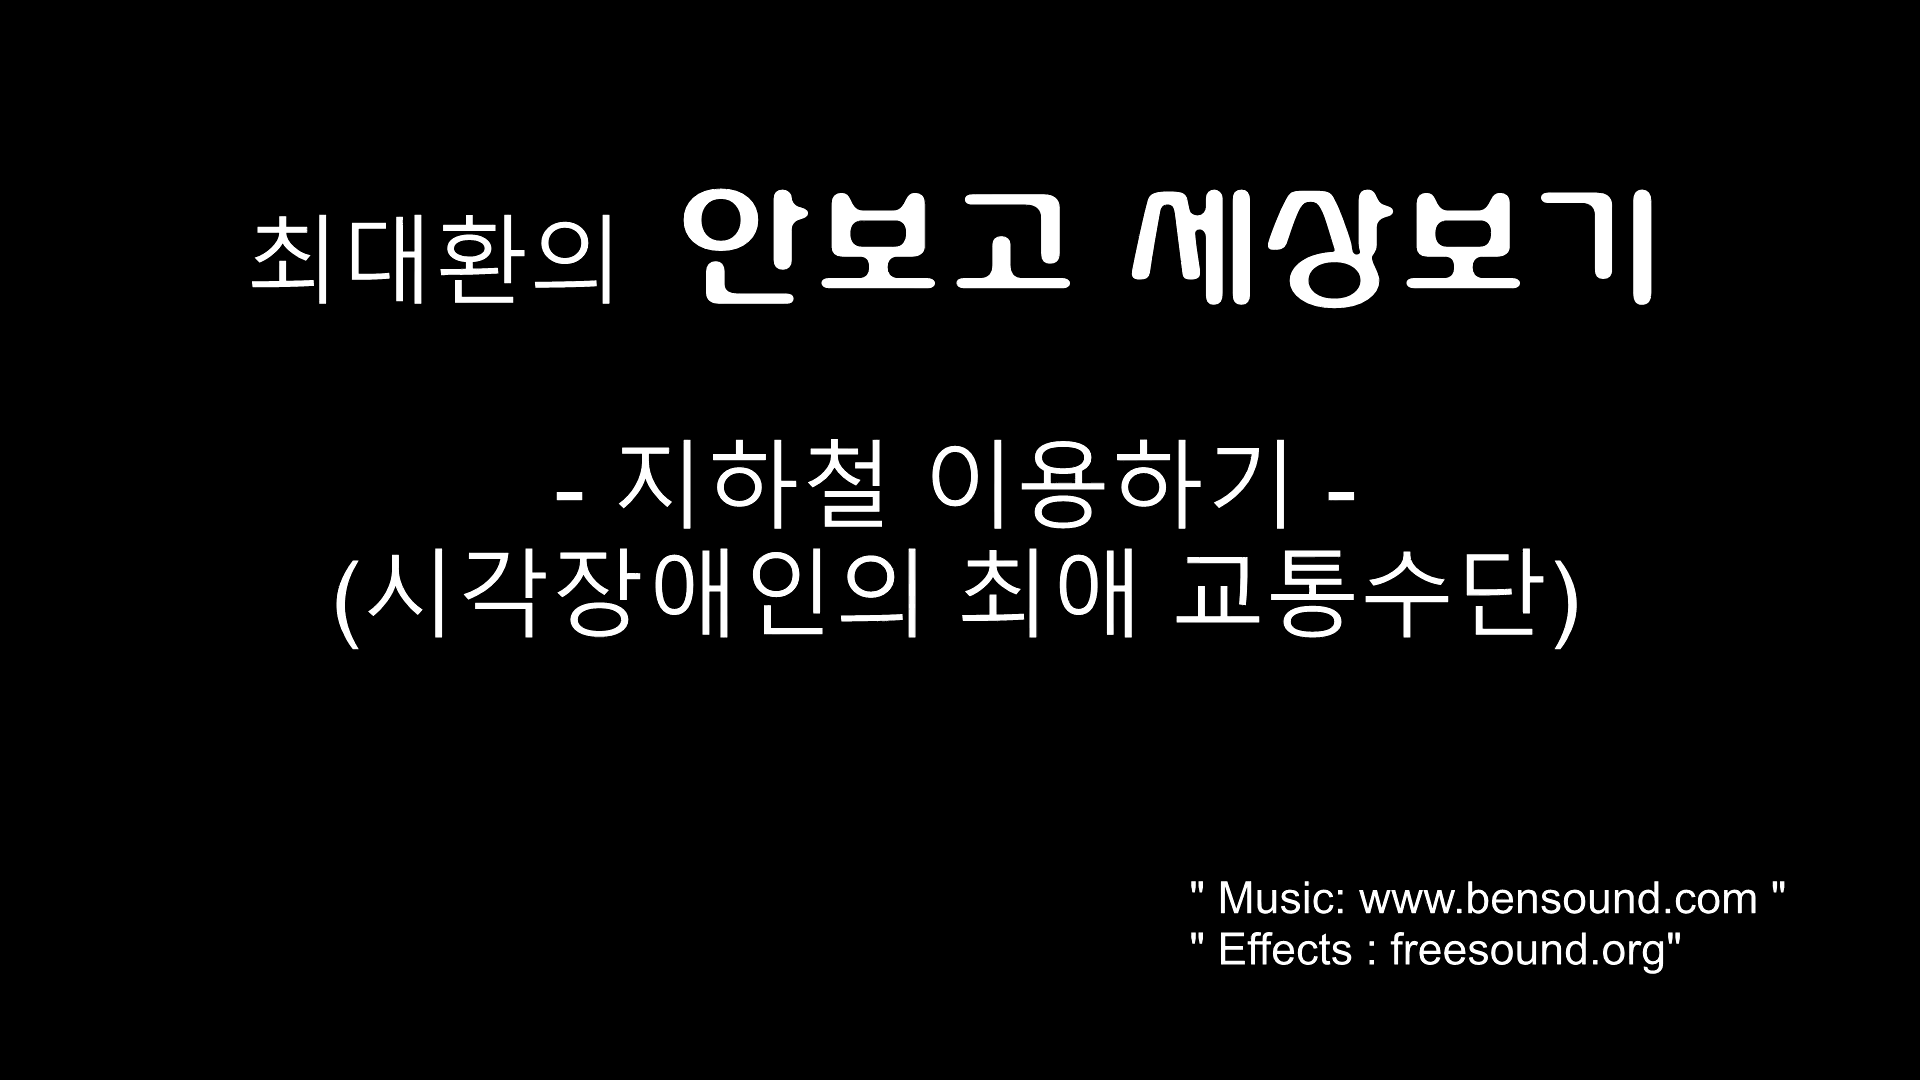 최대환의 안보고 세상보기
- 지하철 이용하기 -
(시각장애인의 최애 교통수단)
" Music: www.bensound.com "
" Effects : freesound.org"